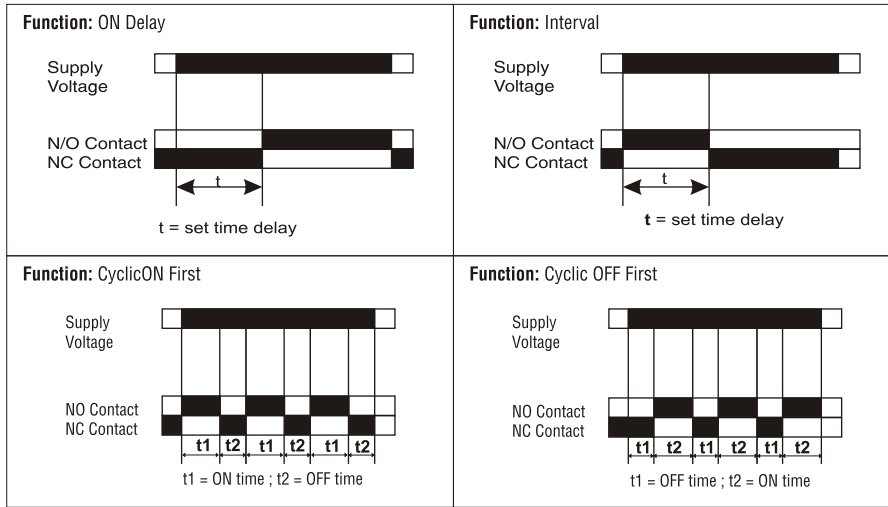 Function: ON Delay
Supply
Voltage
N/O Contact
NC Contact
t
t = set time delay
Function: Interval
Supply
Voltage
N/O Contact
NC Contact
t
t = set time delay
Function: CyclicON First
Supply
Voltage
NO Contact
NC Contact
t1 t2 t1 t2 t1 t2
t1 = ON time ; t2 = OFF time
Function: Cyclic OFF First
Supply
Voltage
NO Contact
NC Contact
t1 t2 t1 t2 t1 t2
t1 = OFF time ; t2 = ON time